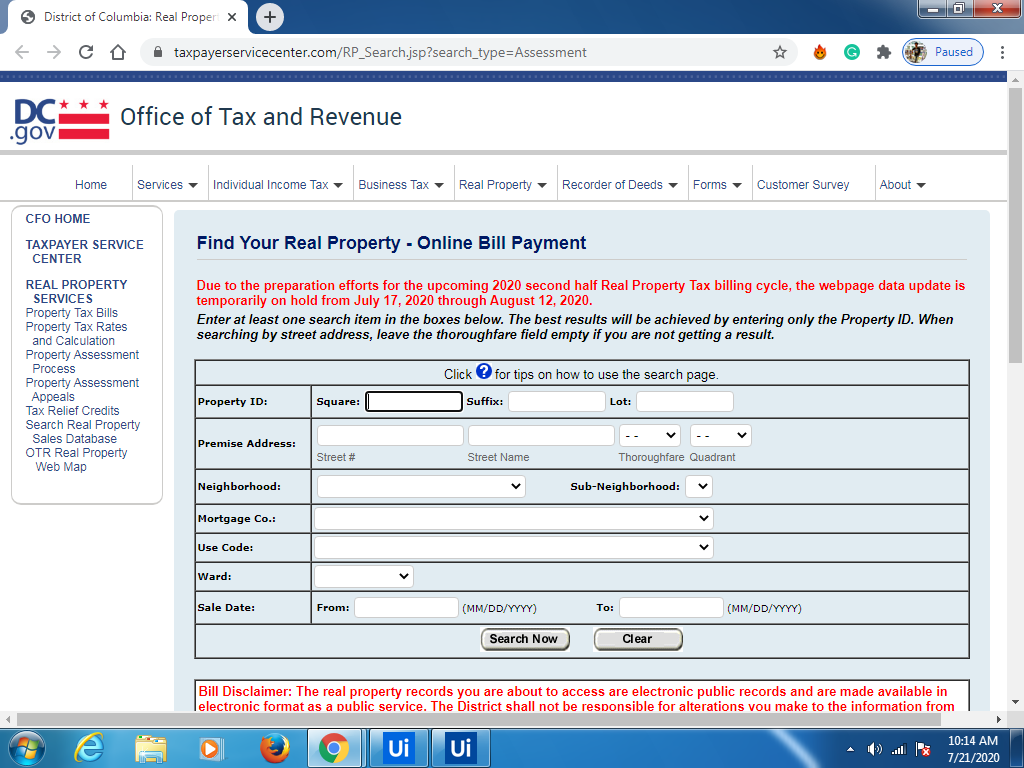 District of Columbia: Real Proper
taxpayerservicecenter.com/RP_Search.jsp?search_type=Assessment
Paused
DC
.gov
Office of Tax and Revenue
Home
Services
Individual Income Tax
Business Tax
Real Property
Recorder of Deeds
Forms
Customer Survey
About
CFO HOME
TAXPAYER SERVICE
CENTER
REAL PROPERTY
SERVICES
Property Tax Bills
Property Tax Rates
and Calculation
Property Assessment
Process
Property Assessment
Appeals
Tax Relief Credits
Search Real Property
Sales Database
OTR Real Property
Web Map
Find Your Real Property - Online Bill Payment
Due to the preparation efforts for the upcoming 2020 second half Real Property Tax billing cycle, the webpage data update is
temporarily on hold from July 17, 2020 through August 12, 2020.
Enter at least one search item in the boxes below. The best results will be achieved by entering only the Property ID. When
searching by street address, leave the thoroughfare field empty if you are not getting a result.
Click ? for tips on how to use the search page.
Property ID: Square: Suffix: Lot:
Premise Address: - - - -
Street # Street Name Thoroughfare Quadrant
Neighborhood: Sub-Neighborhood:
Mortgage Co.:
Use Code:
Ward:
Sale Date: From: (MM/DD/YYYY) To: (MM/DD/YYYY)
Search Now Clear
Bill Disclaimer: The real property records you are about to access are electronic public records and are made available in
electronic format as a public service. The District shall not be responsible for alterations you make to the information from
Ui
Ui
10:14 AM
7/21/2020